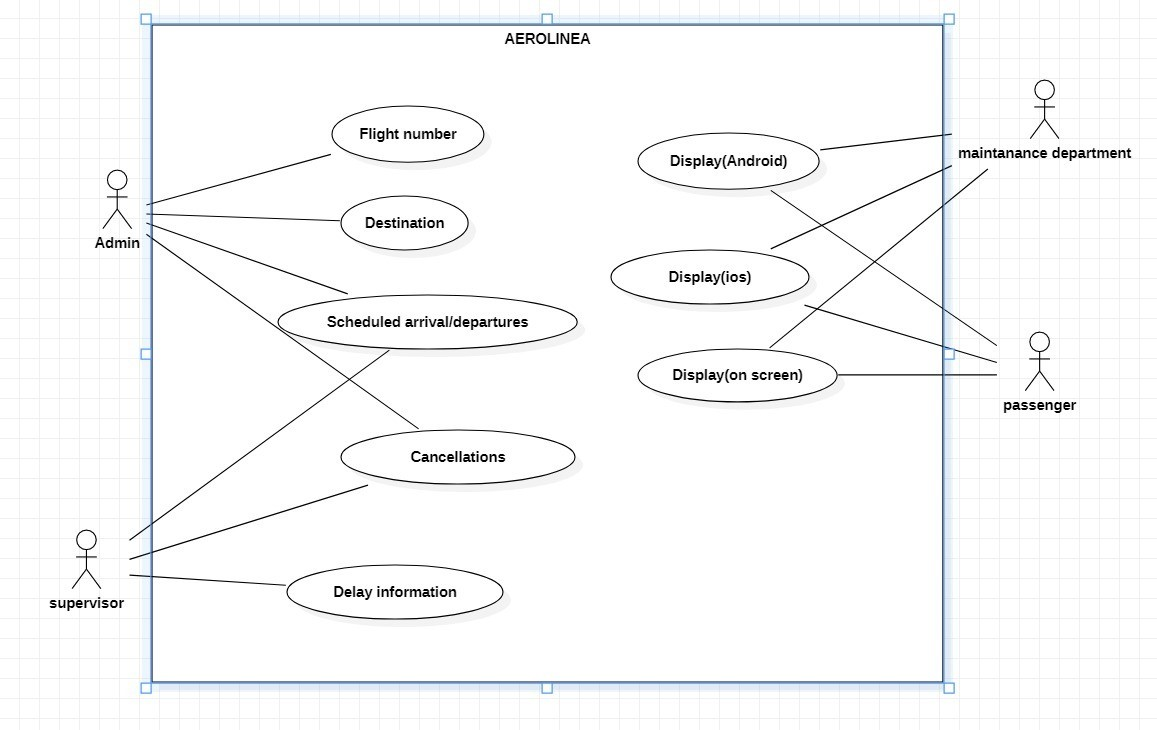 AEROLINEA
Flight number
Destination
Scheduled arrival/departures
Cancellations
Delay information
Admin
supervisor
Display(Android)
Display(ios)
Display(on screen)
maintanance department
passenger